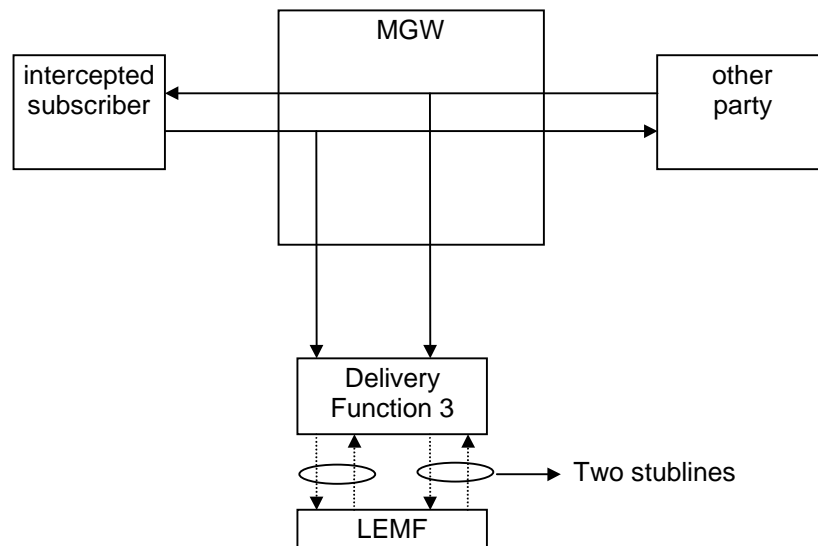 MGW
intercepted
subscriber
other
party
Delivery
Function 3
Two stublines
LEMF